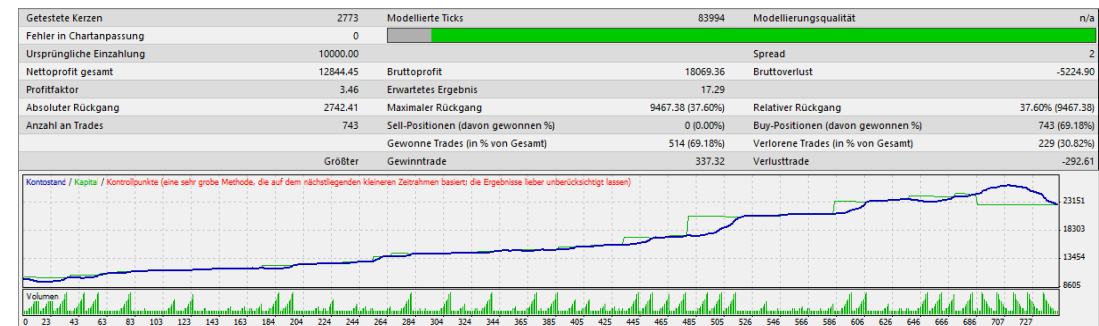 Getestete Kerzen 2773 Modellierte Ticks 83994 Modellierungsqualität n/a
Fehler in Chartanpassung 0
Ursprüngliche Einzahlung 10000.00 Spread 2
Nettoprofit gesamt 12844.45 Bruttoprofit 18069.36 Bruttoverlust -5224.90
Profitfaktor 3.46 Erwartetes Ergebnis 17.29
Absoluter Rückgang 2742.41 Maximaler Rückgang 9467.38 (37.60%) Relativer Rückgang 37.60% (9467.38)
Anzahl an Trades 743 Sell-Positionen (davon gewonnen %) 0 (0.00%) Buy-Positionen (davon gewonnen %) 743 (69.18%)
Gewonne Trades (in % von Gesamt) 514 (69.18%) Verlorene Trades (in % von Gesamt) 229 (30.82%)
Größter Gewinntrade 337.32 Verlusttrade -292.61
Kontostand / Kapital / Kontrollpunkte (eine sehr grobe Methode, die auf dem nächstliegenden kleineren Zeitrahmen basiert; die Ergebnisse lieber unberücksichtigt lassen)
23151
18303
13454
8605
Volumen
0 23 43 63 83 103 123 143 163 184 204 224 244 264 284 304 324 344 365 385 405 425 445 465 485 505 526 546 566 586 606 626 646 666 686 707 727